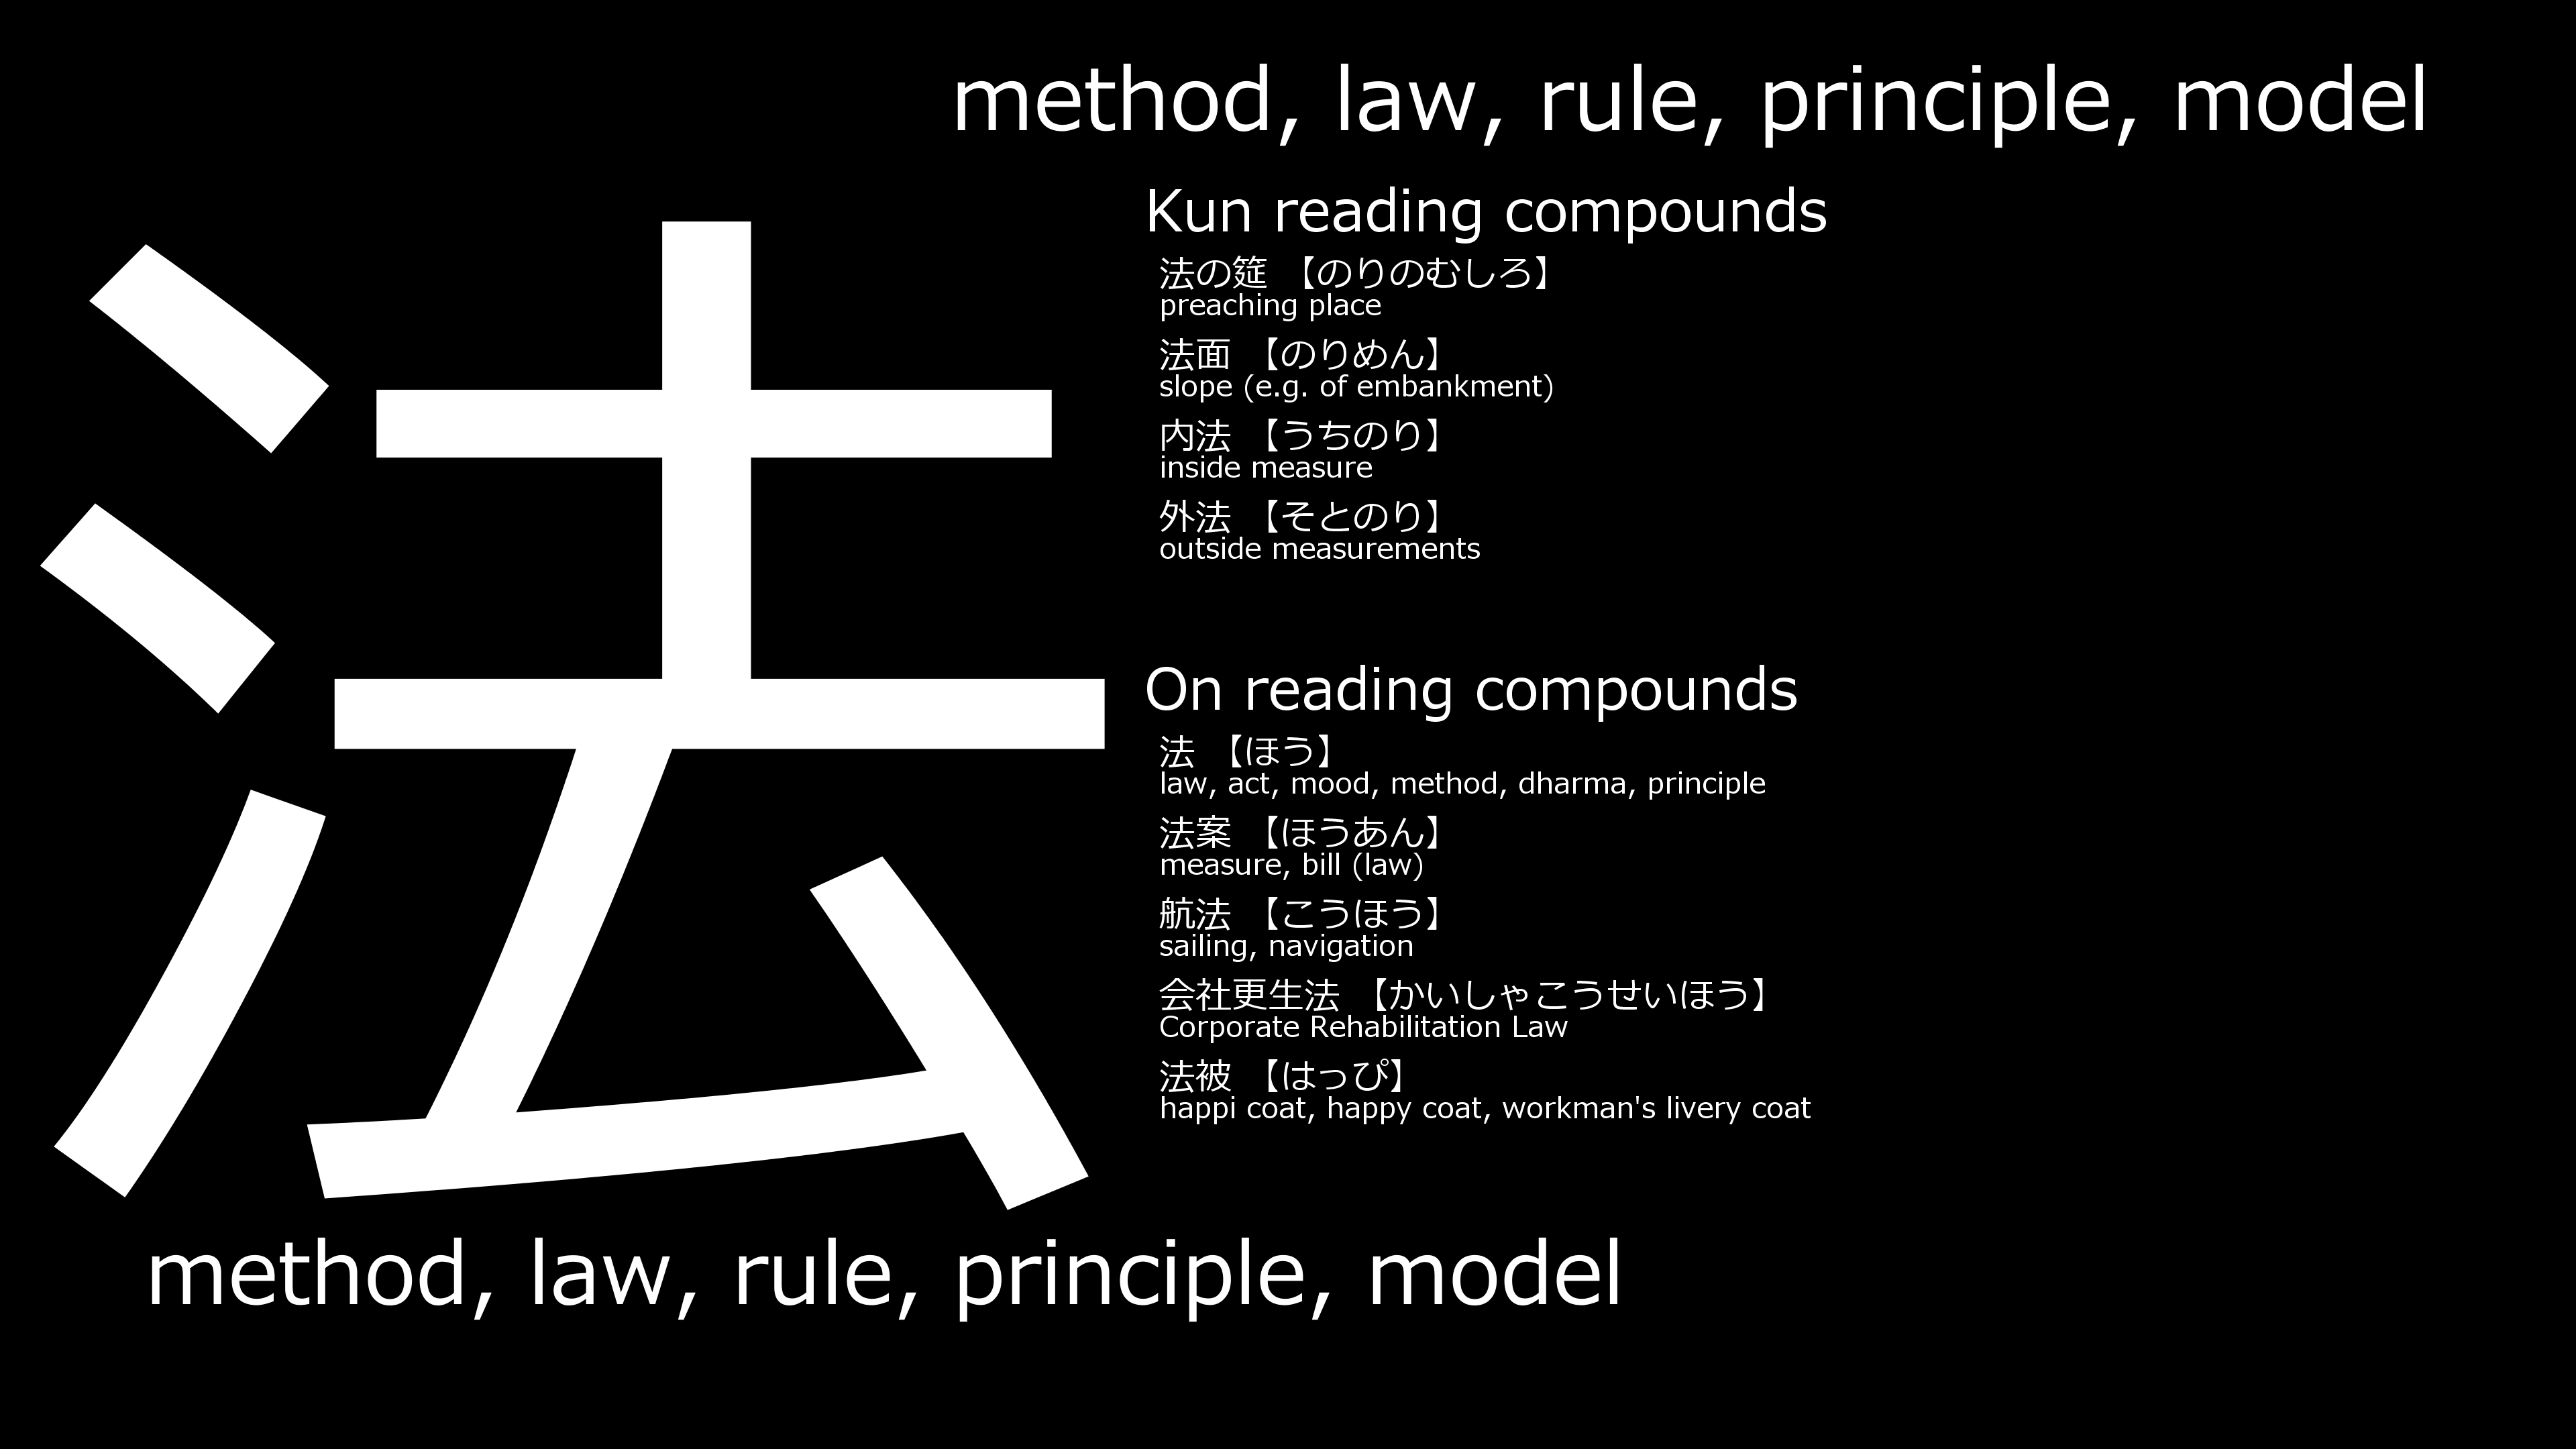 method, law, rule, principle, model
法
Kun reading compounds
法の筵 【のりのむしろ】
preaching place
法面 【のりめん】
slope (e.g. of embankment)
内法 【うちのり】
inside measure
外法 【そとのり】
outside measurements
On reading compounds
法 【ほう】
law, act, mood, method, dharma, principle
法案 【ほうあん】
measure, bill (law)
航法 【こうほう】
sailing, navigation
会社更生法 【かいしゃこうせいほう】
Corporate Rehabilitation Law
法被 【はっぴ】
happi coat, happy coat, workman's livery coat
method, law, rule, principle, model